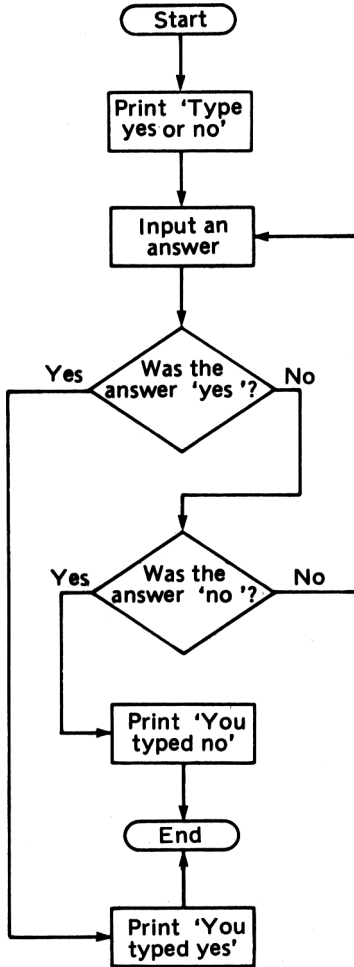 Start
Print ‘Type
yes or no’
Input an
answer
Yes
Was the
answer ‘yes’?
No
Yes
Was the
answer ‘no’?
No
Print ‘You
typed no’
End
Print ‘You
typed yes’